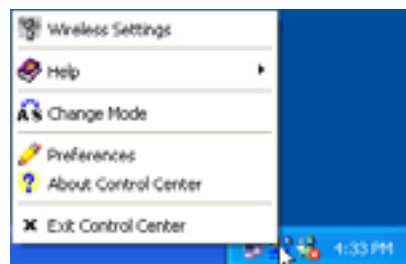 Wireless Settings
Help
Change Mode
Preferences
About Control Center
Exit Control Center
4:33 PM